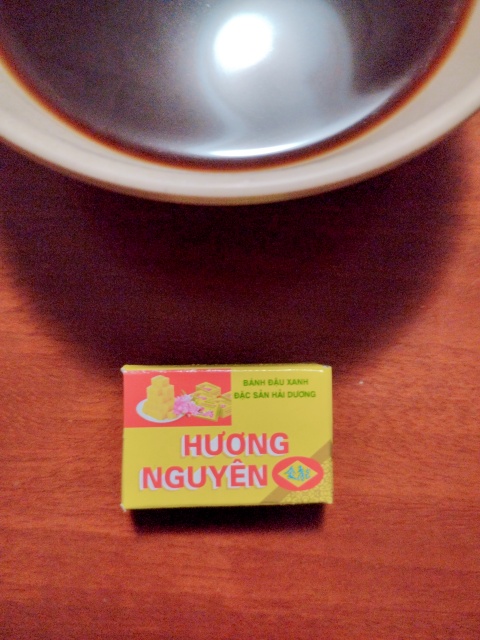 BÁNH ĐẬU XANH
ĐẶC SẢN HẢI DƯƠNG
HƯƠNG
NGUYÊN